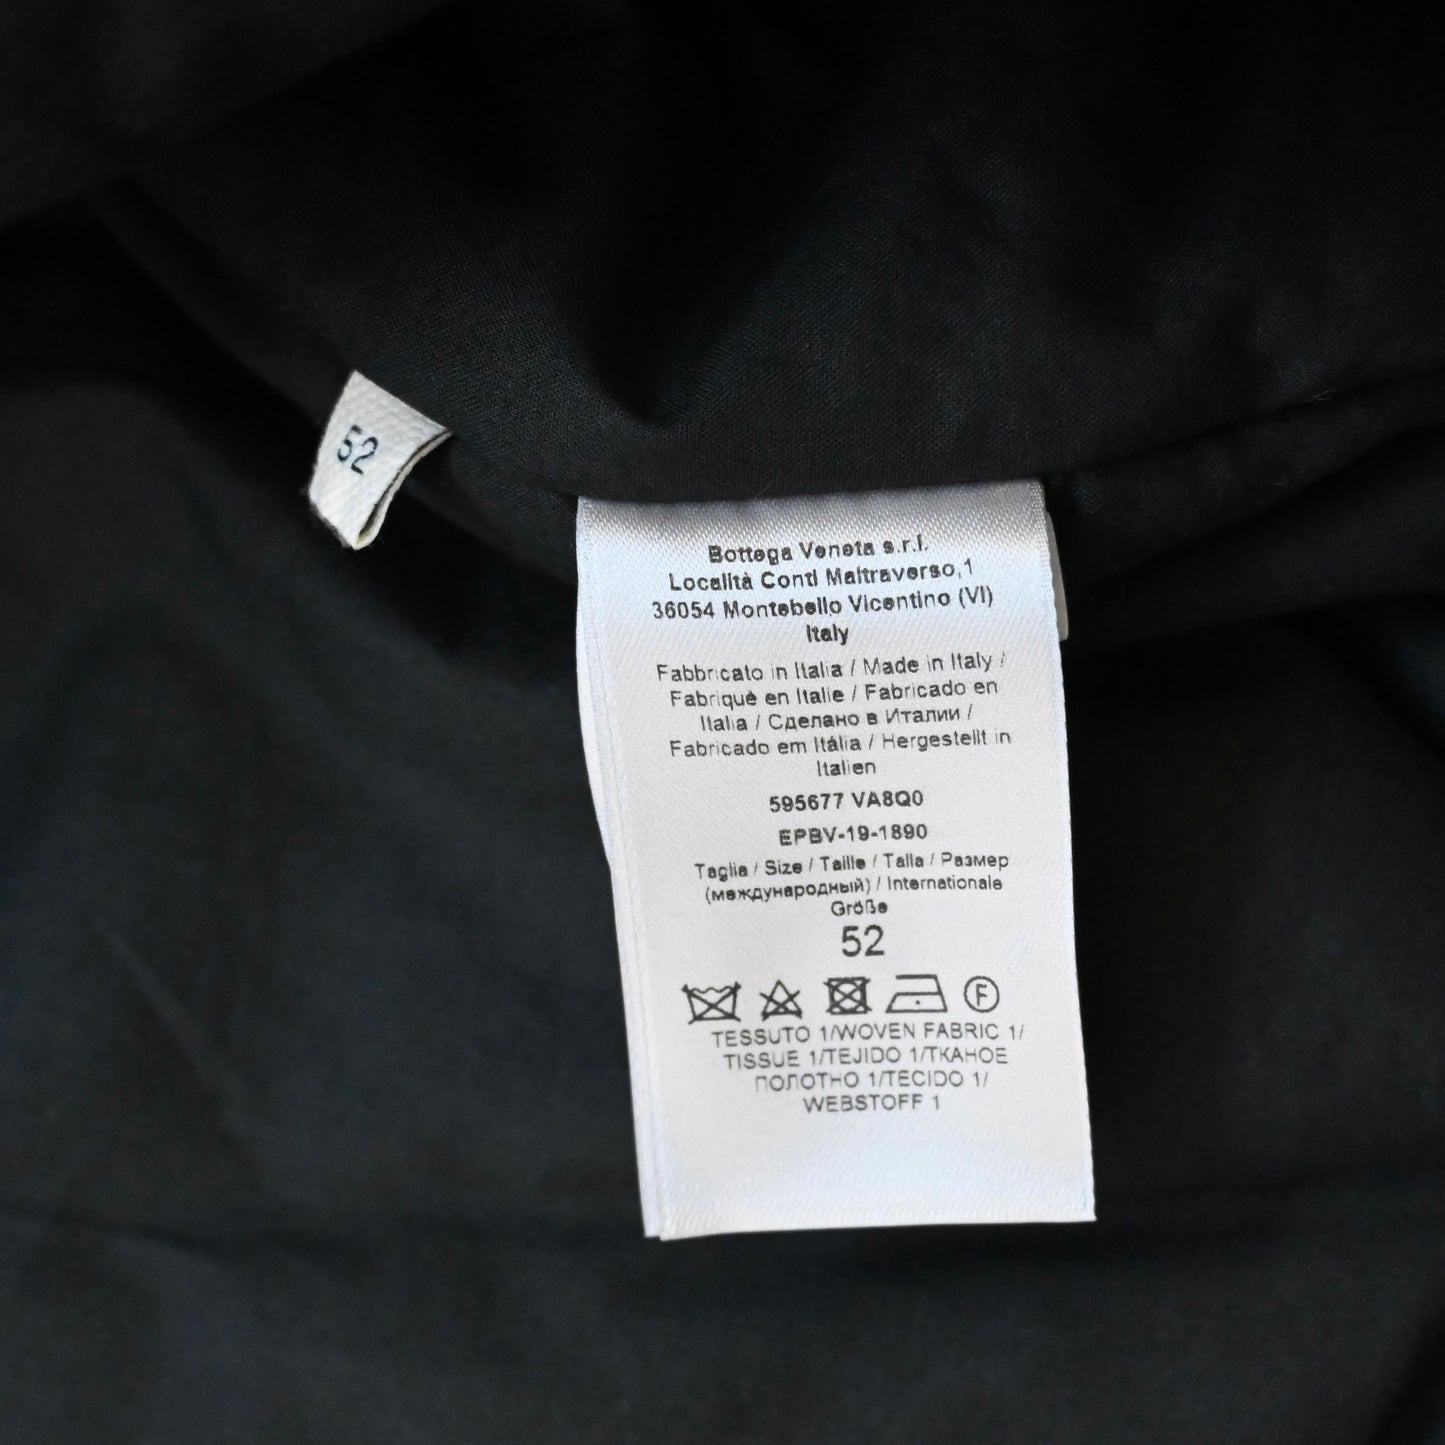 52
Bottega Veneta s.r.l.
Località Conti Maltraverso,1
36054 Montebello Vicentino (VI)
Italy
Fabbricato in Italia / Made in Italy /
Fabriquè en Italie / Fabricado en
Italia / Сделано в Италии /
Fabricado em Itália / Hergestellt in
Italien
595677 VA8Q0
EPBV-19-1890
Taglia / Size / Taille / Talla / Размер
(международный) / Internationale
Größe
52
F
TESSUTO 1/WOVEN FABRIC 1/
TISSUE 1/TEJIDO 1/ТКАНОЕ
ПОЛОТНО 1/TECIDO 1/
WEBSTOFF 1